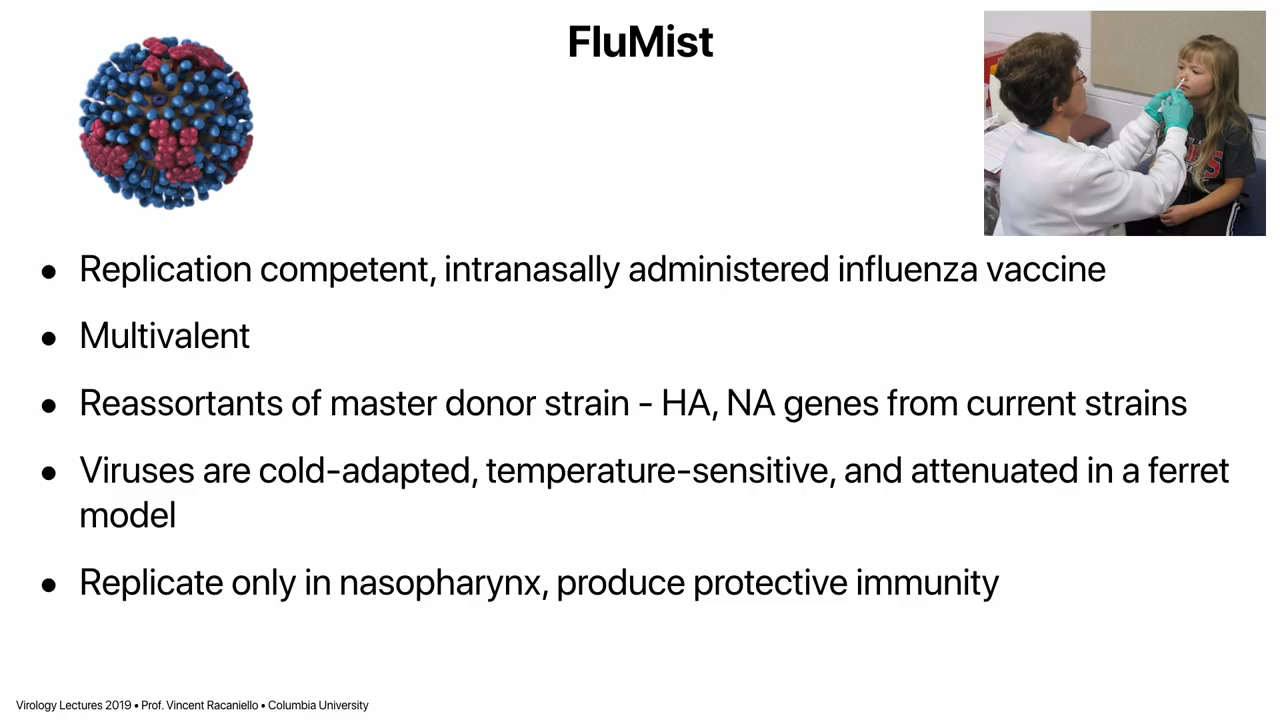 FluMist
• Replication competent, intranasally administered influenza vaccine
• Multivalent
• Reassortants of master donor strain - HA, NA genes from current strains
• Viruses are cold-adapted, temperature-sensitive, and attenuated in a ferret
model
• Replicate only in nasopharynx, produce protective immunity
Virology Lectures 2019 • Prof. Vincent Racaniello • Columbia University